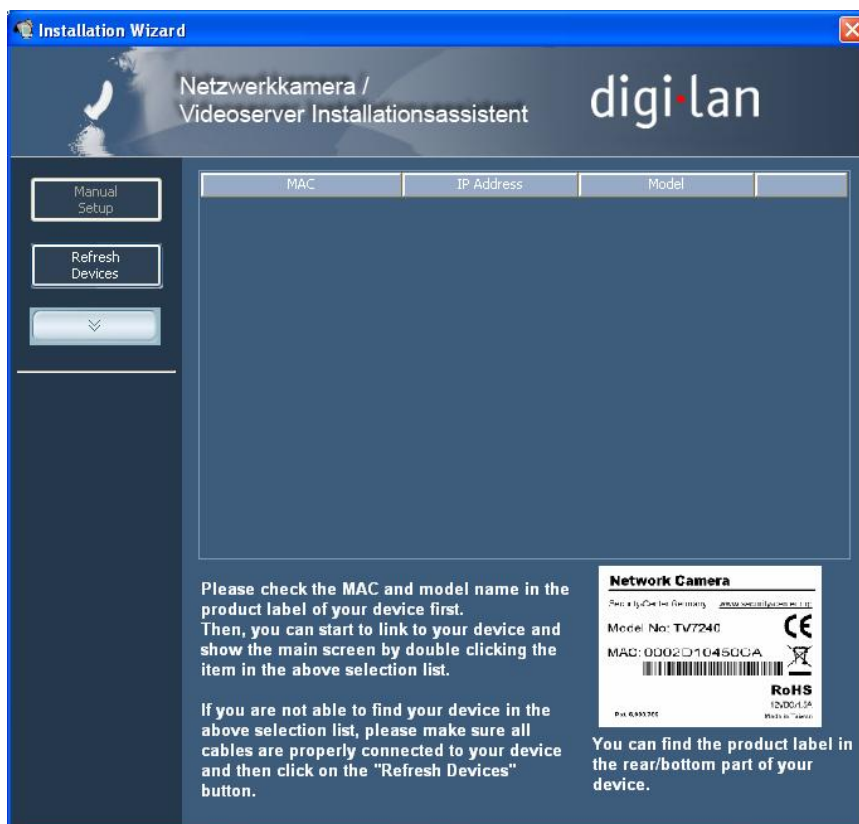 Installation Wizard
Netzwerkkamera /
Videoserver Installationsassistent
digi·lan
Manual
Setup
Refresh
Devices
MAC IP Address Model
Please check the MAC and model name in the
product label of your device first.
Then, you can start to link to your device and
show the main screen by double clicking the
item in the above selection list.
If you are not able to find your device in the
above selection list, please make sure all
cables are properly connected to your device
and then click on the "Refresh Devices"
button.
Network Camera
Model No: TV7240
MAC:
CE
RoHS
Made in Taiwan
You can find the product label in
the rear/bottom part of your
device.